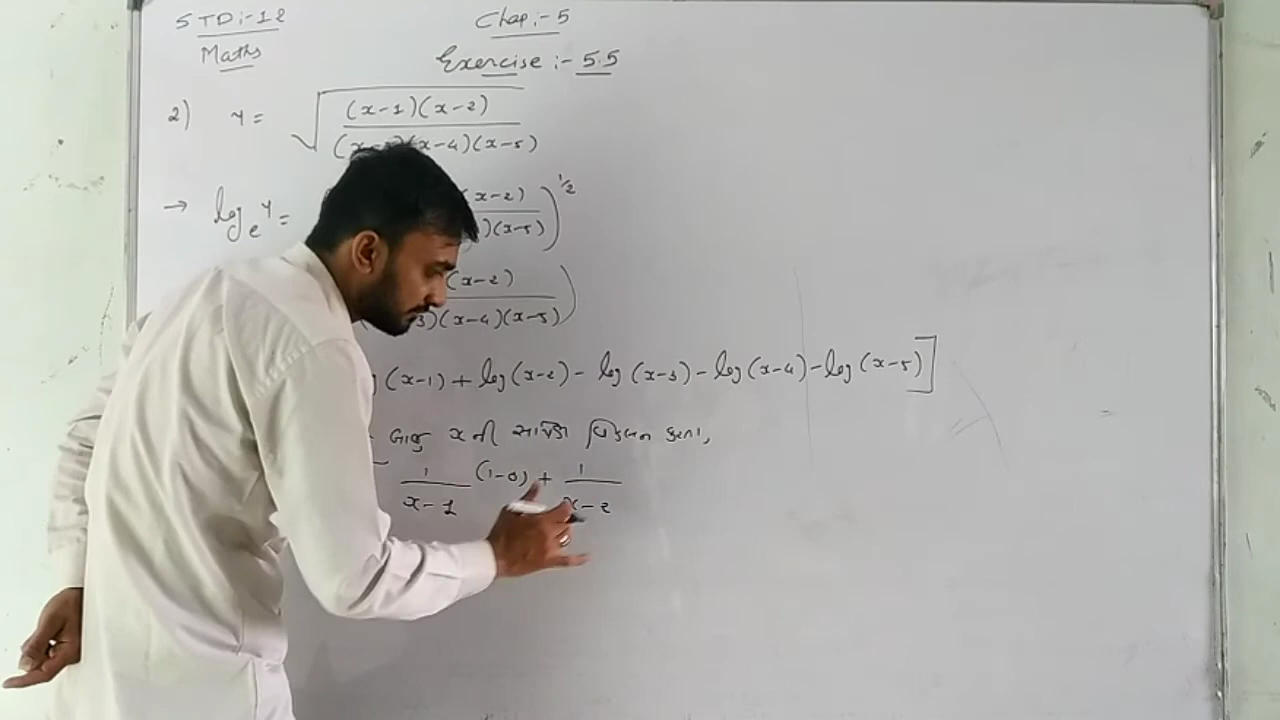 STD:-12 Chap:-5
Maths Exercise:-5.5
2) y = √((x-1)(x-2) / (x- )(x-4)(x-5))
→ logₑ y = (x-2) / )(x-5))^1/2
(x-2) / 3)(x-4)(x-5))
(x-1) + log(x-2) - log(x-3) - log(x-4) - log(x-5)]
બાજુ x ની સાપેક્ષે વિકલન કરતા,
1/(x-1) (1-0) + 1/(x-2)